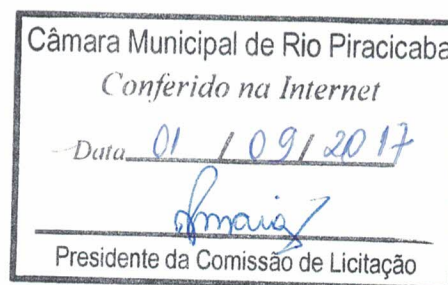 Câmara Municipal de Rio Piracicaba
Conferido na Internet
Data 01 / 09 / 2017
Presidente da Comissão de Licitação